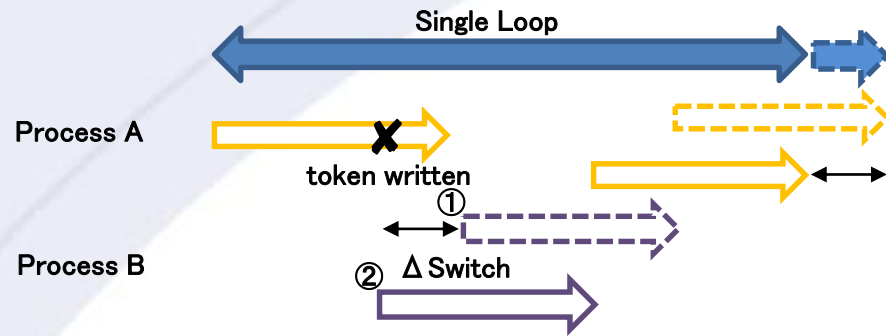 Single Loop
Process A
token written
①
Process B
② Δ Switch